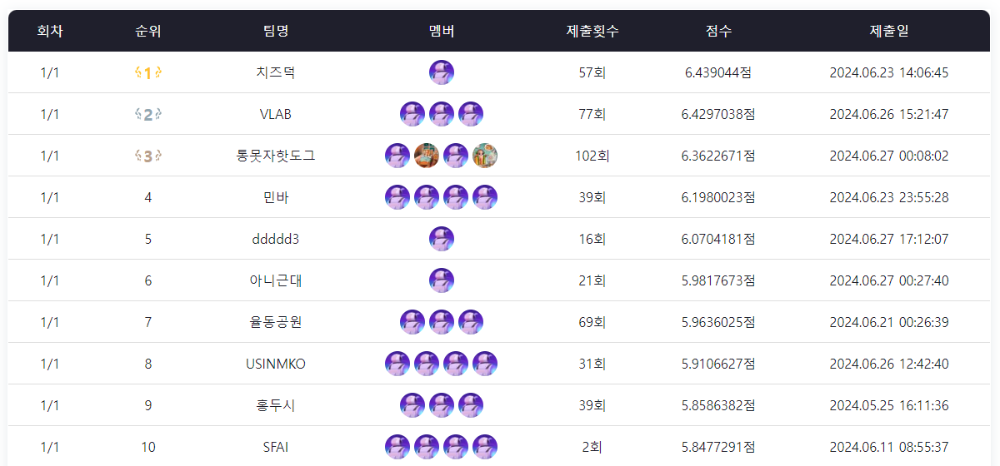 회차 순위 팀명 멤버 제출횟수 점수 제출일
1/1 1 치즈덕 57회 6.439044점 2024.06.23 14:06:45
1/1 2 VLAB 77회 6.4297038점 2024.06.26 15:21:47
1/1 3 통못자핫도그 102회 6.3622671점 2024.06.27 00:08:02
1/1 4 민바 39회 6.1980023점 2024.06.23 23:55:28
1/1 5 ddddd3 16회 6.0704181점 2024.06.27 17:12:07
1/1 6 아니근대 21회 5.9817673점 2024.06.27 00:27:40
1/1 7 율동공원 69회 5.9636025점 2024.06.21 00:26:39
1/1 8 USINMKO 31회 5.9106627점 2024.06.26 12:42:40
1/1 9 홍두시 39회 5.8586382점 2024.05.25 16:11:36
1/1 10 SFAI 2회 5.8477291점 2024.06.11 08:55:37